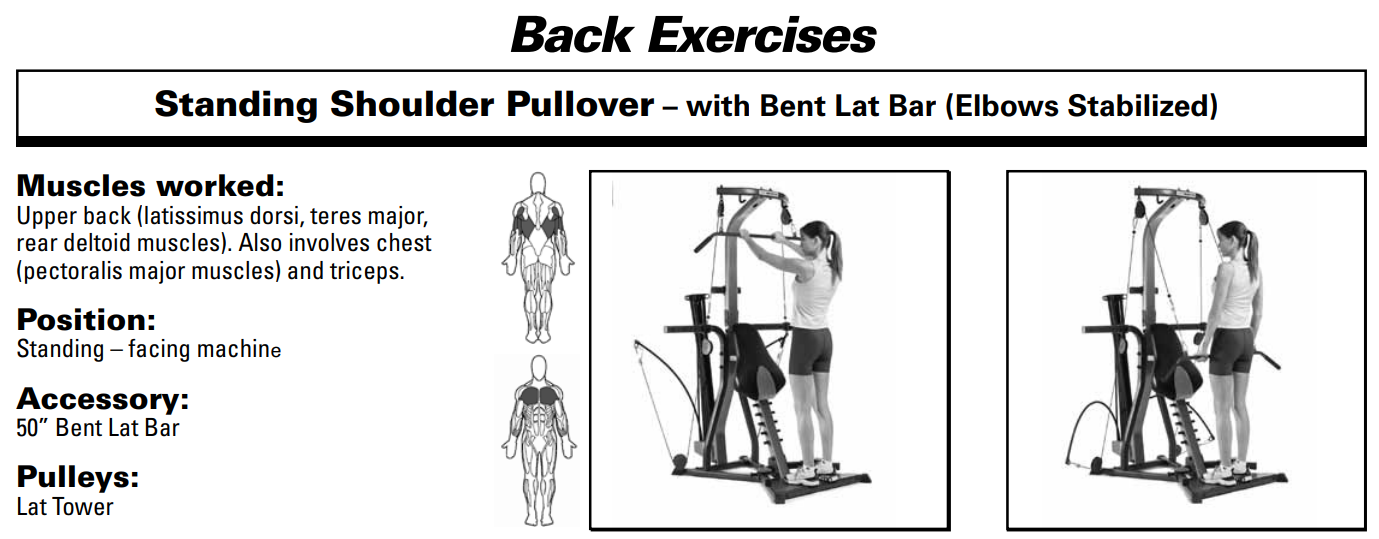 Back Exercises
Standing Shoulder Pullover – with Bent Lat Bar (Elbows Stabilized)
Muscles worked:
Upper back (latissimus dorsi, teres major,
rear deltoid muscles). Also involves chest
(pectoralis major muscles) and triceps.
Position:
Standing – facing machine
Accessory:
50” Bent Lat Bar
Pulleys:
Lat Tower